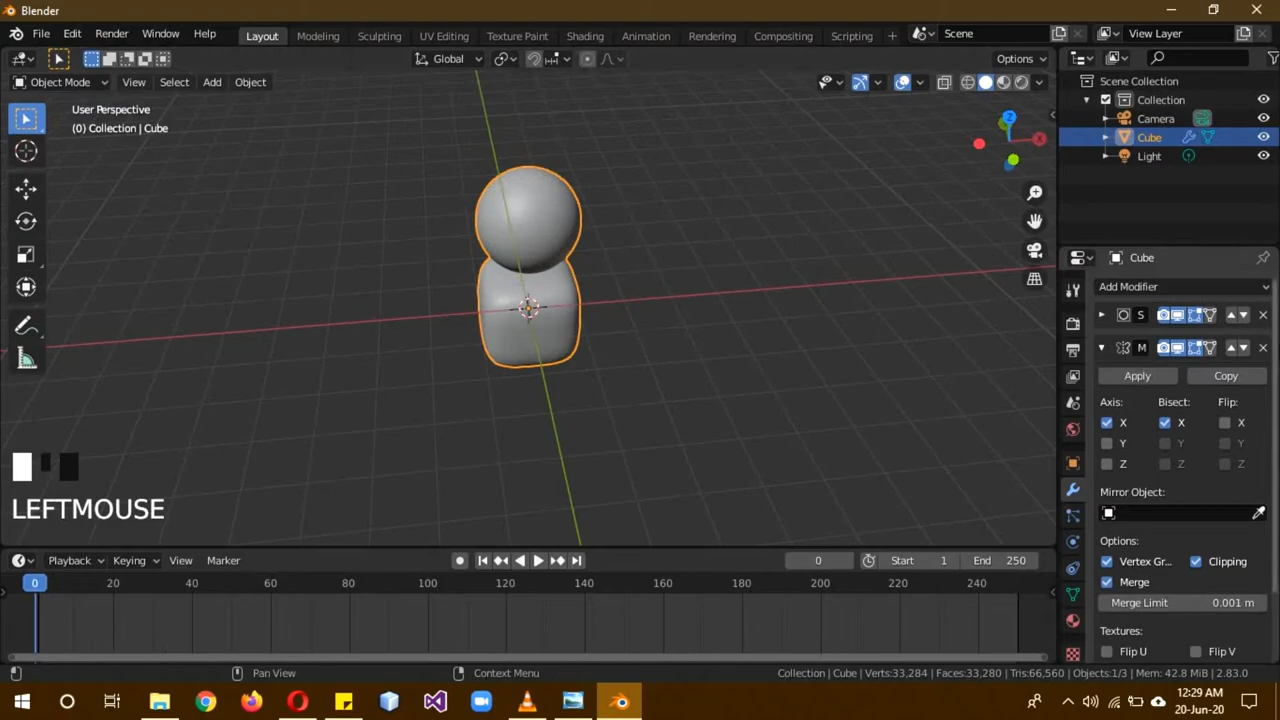 Blender
File Edit Render Window Help Layout Modeling Sculpting UV Editing Texture Paint Shading Animation Rendering Compositing Scripting Scene View Layer
Global Options
Object Mode View Select Add Object
User Perspective
(0) Collection | Cube
Z
X
Scene Collection
Collection
Camera
Cube
Light
Cube
Add Modifier
S
M
Apply Copy
Axis: Bisect: Flip:
X X X
Y Y Y
Z Z Z
Mirror Object:
Options:
Vertex Gr... Clipping
Merge
Merge Limit 0.001 m
Textures:
Flip U Flip V
LEFTMOUSE
Playback Keying View Marker 0 Start 1 End 250
0 20 40 60 80 100 120 140 160 180 200 220 240
Pan View Context Menu Collection | Cube | Verts:33,284 | Faces:33,280 | Tris:66,560 | Objects:1/3 | Mem: 42.8 MiB | 2.83.0
12:29 AM
20-Jun-20